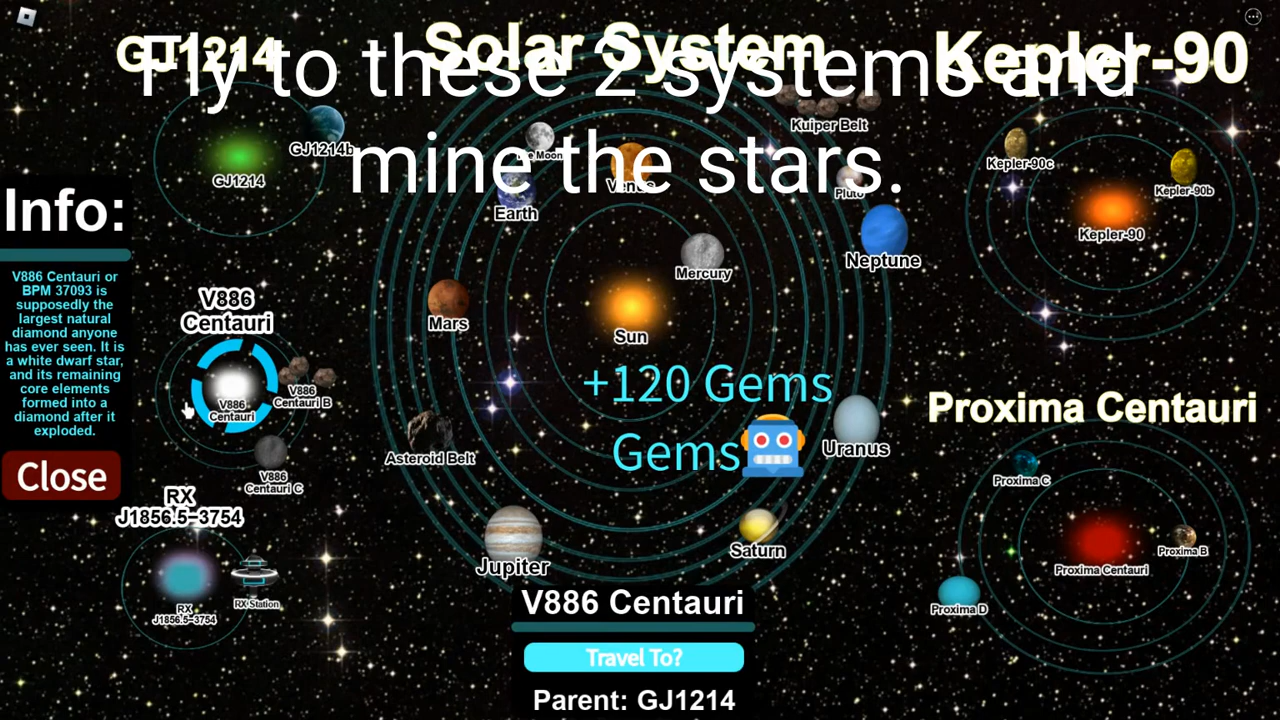 Fly to these 2 systems and
mine the stars.
GJ1214
Solar System
Kepler-90
GJ1214b
GJ1214
The Moon
Venus
Kuiper Belt
Pluto
Earth
Neptune
Mercury
Mars
Sun
Kepler-90c
Kepler-90b
Kepler-90
Info:
V886 Centauri or
BPM 37093 is
supposedly the
largest natural
diamond anyone
has ever seen. It is
a white dwarf star,
and its remaining
core elements
formed into a
diamond after it
exploded.
Close
V886
Centauri
V886
Centauri
V886
Centauri B
V886
Centauri C
+120 Gems
Gems
Asteroid Belt
Uranus
Jupiter
Saturn
Proxima Centauri
Proxima C
Proxima B
Proxima Centauri
Proxima D
RX
J1856.5-3754
RX
J1856.5-3754
RX Station
V886 Centauri
Travel To?
Parent: GJ1214